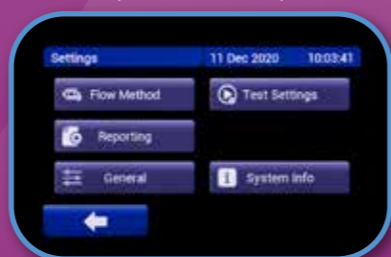 Settings 11 Dec 2020 10:03:41
Flow Method Test Settings
Reporting
General System Info